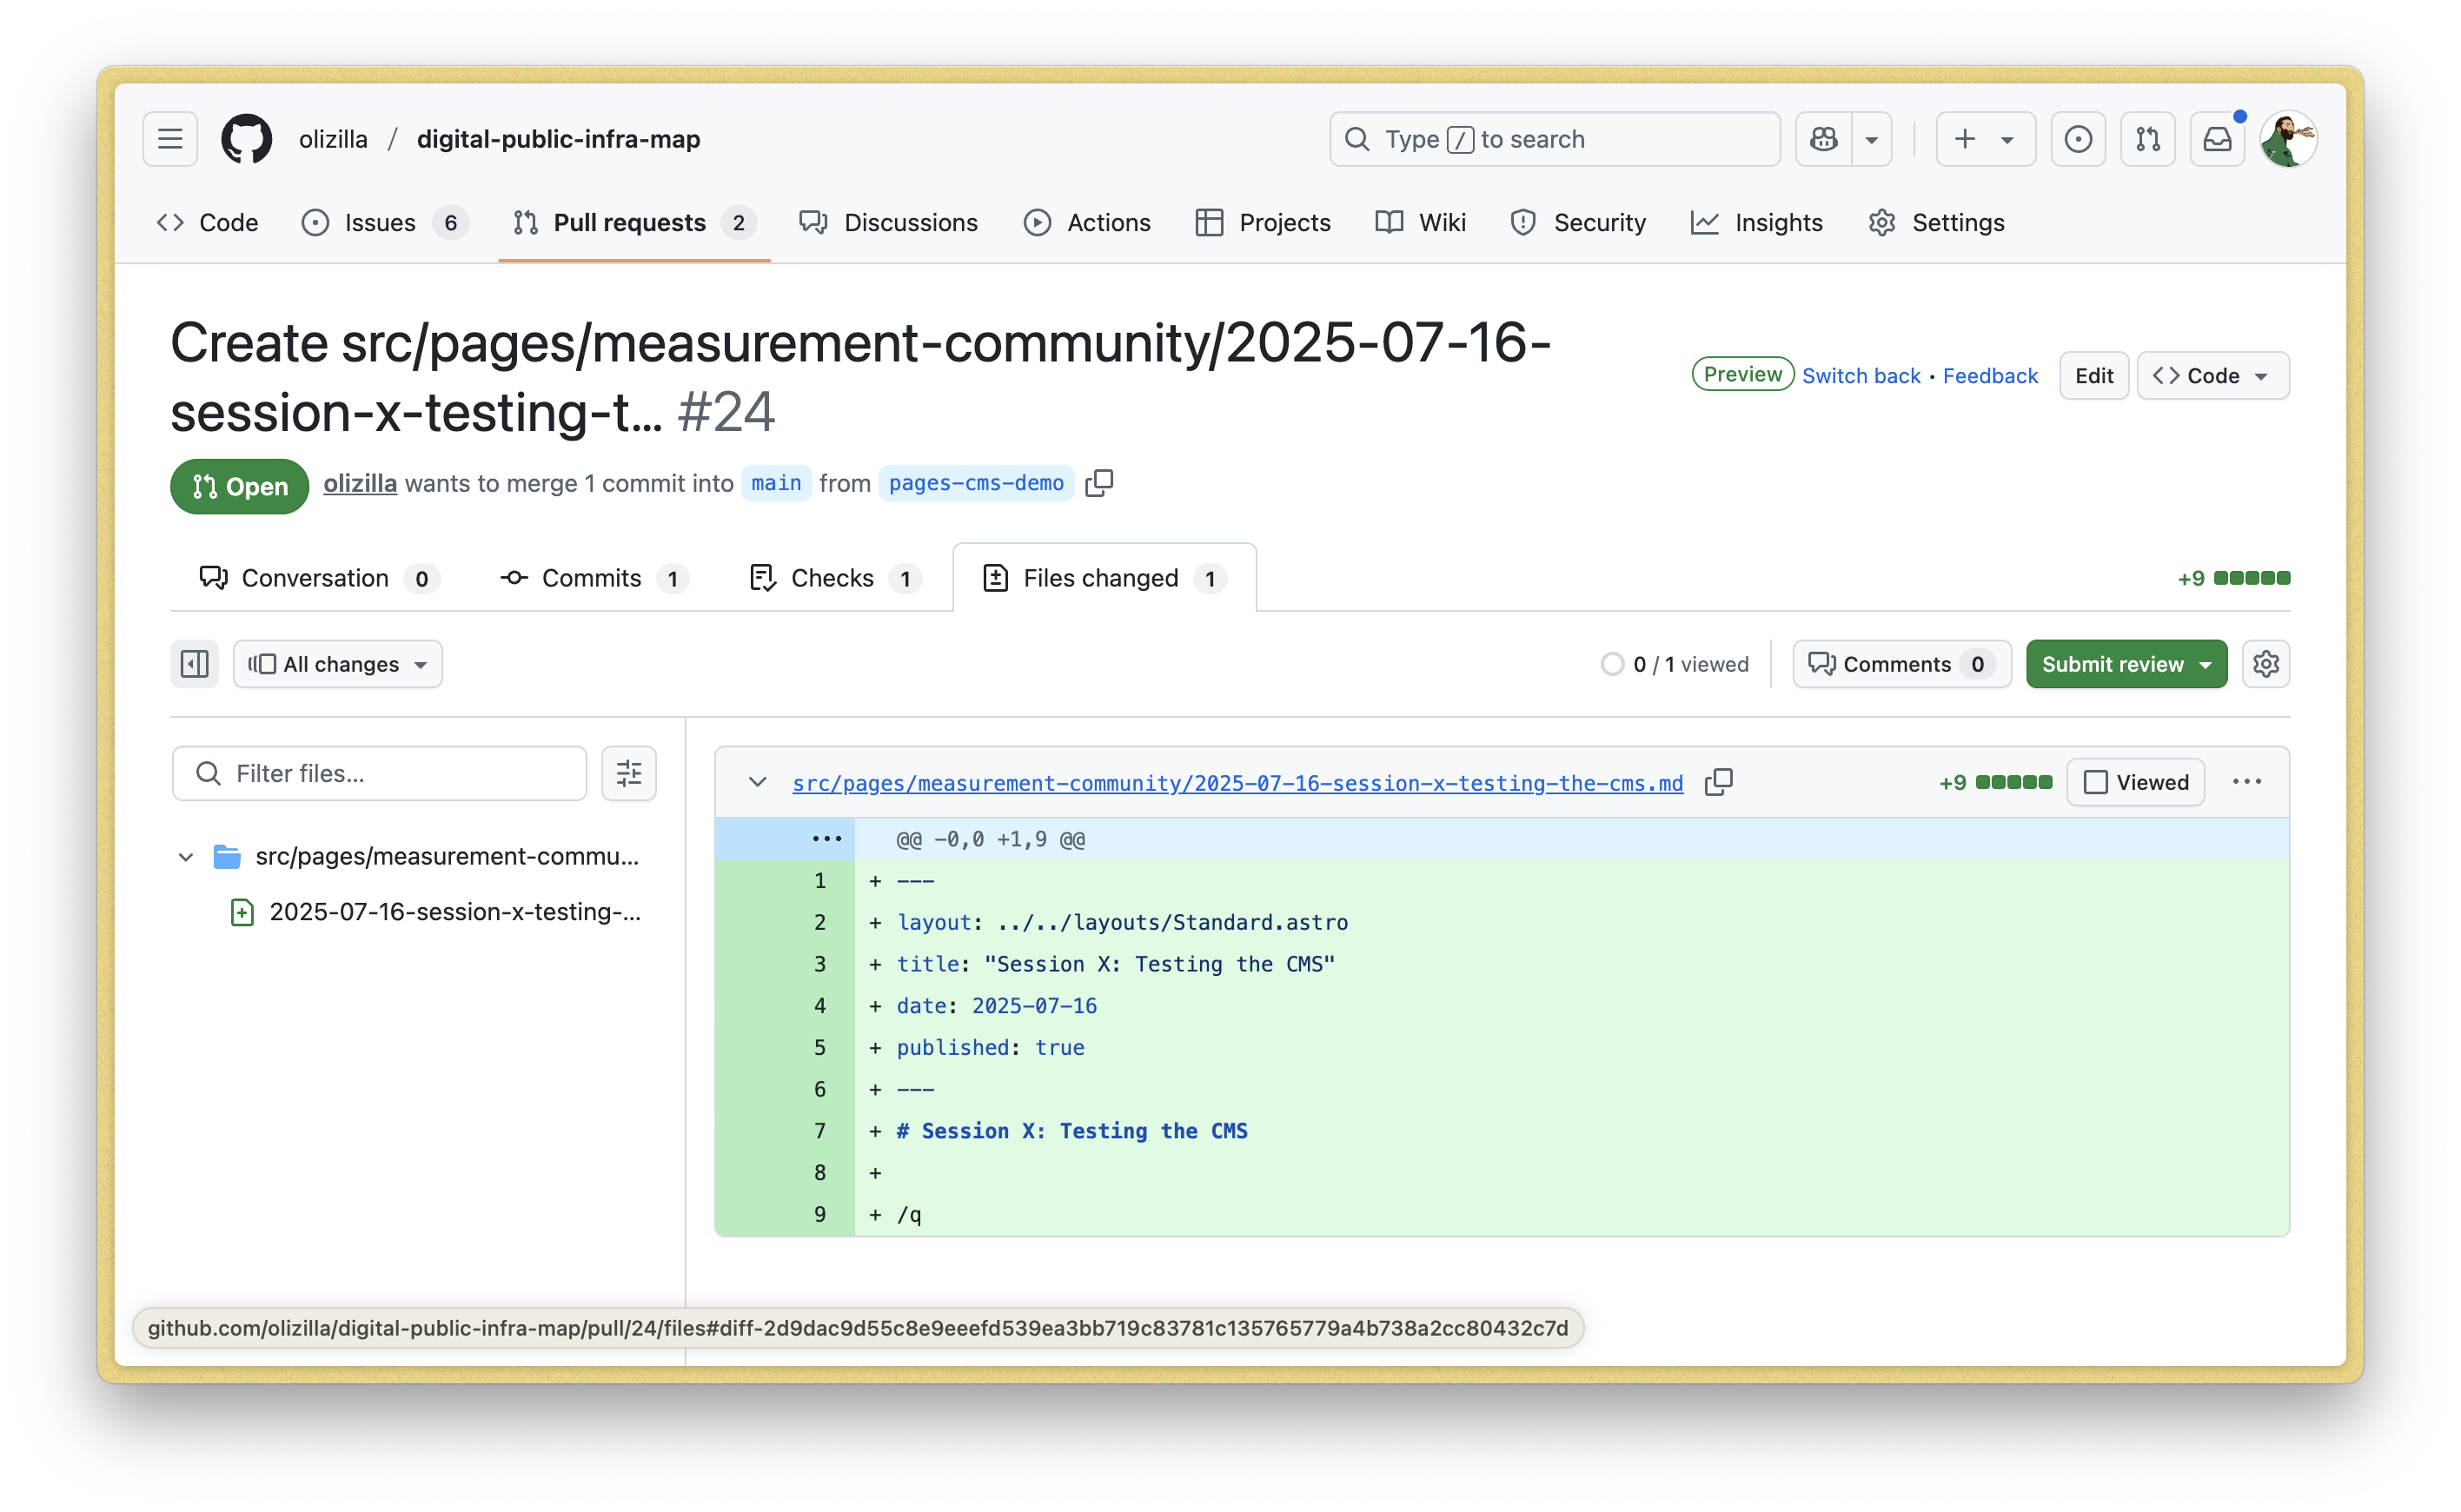 olizilla / digital-public-infra-map
Type / to search
Code
Issues 6
Pull requests 2
Discussions
Actions
Projects
Wiki
Security
Insights
Settings
Create src/pages/measurement-community/2025-07-16-
session-x-testing-t... #24
Preview Switch back · Feedback
Edit
Code
Open
olizilla wants to merge 1 commit into main from pages-cms-demo
Conversation 0
Commits 1
Checks 1
Files changed 1
+9
All changes
0 / 1 viewed
Comments 0
Submit review
Filter files...
src/pages/measurement-commu...
2025-07-16-session-x-testing-...
src/pages/measurement-community/2025-07-16-session-x-testing-the-cms.md
+9
Viewed
@@ -0,0 +1,9 @@
1 + ---
2 + layout: ../../layouts/Standard.astro
3 + title: "Session X: Testing the CMS"
4 + date: 2025-07-16
5 + published: true
6 + ---
7 + # Session X: Testing the CMS
8 +
9 + /q
github.com/olizilla/digital-public-infra-map/pull/24/files#diff-2d9dac9d55c8e9eeefd539ea3bb719c83781c135765779a4b738a2cc80432c7d